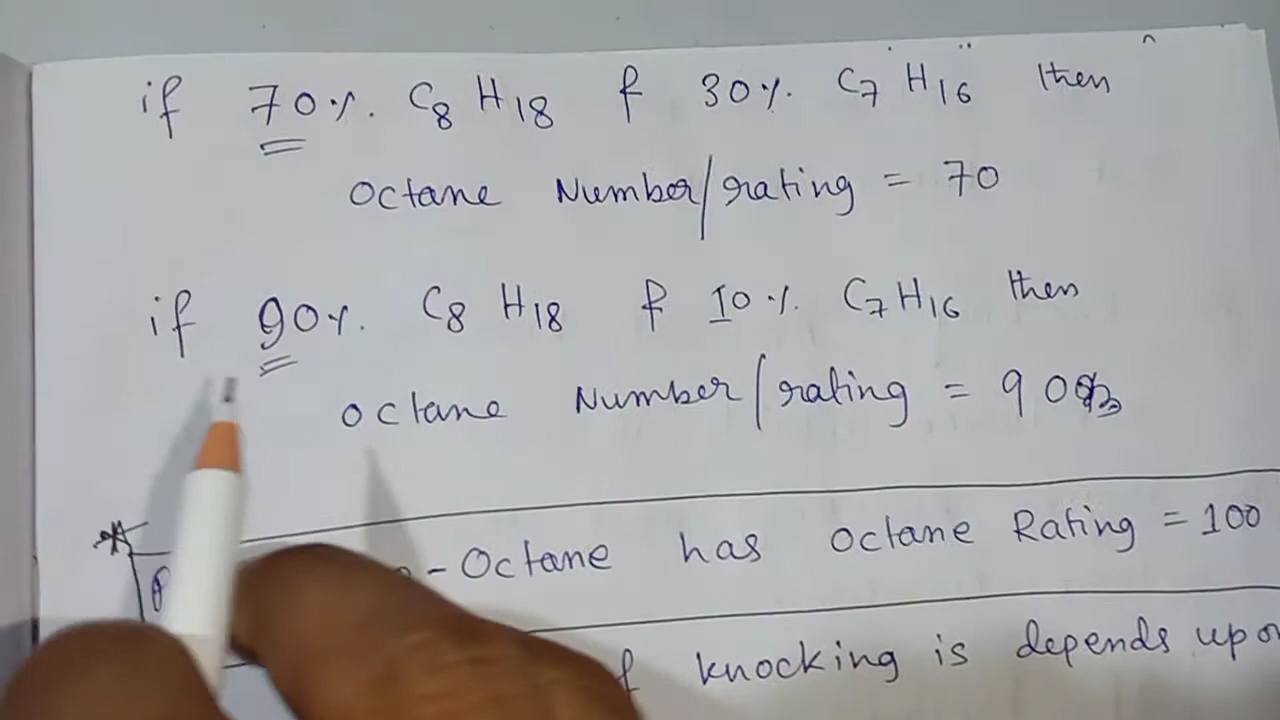 if 70%. C8 H18 & 30%. C7 H16 then
Octane Number/rating = 70
if 90%. C8 H18 & 10%. C7 H16 then
Octane Number/rating = 90
-Octane has Octane Rating = 100
knocking is depends upon